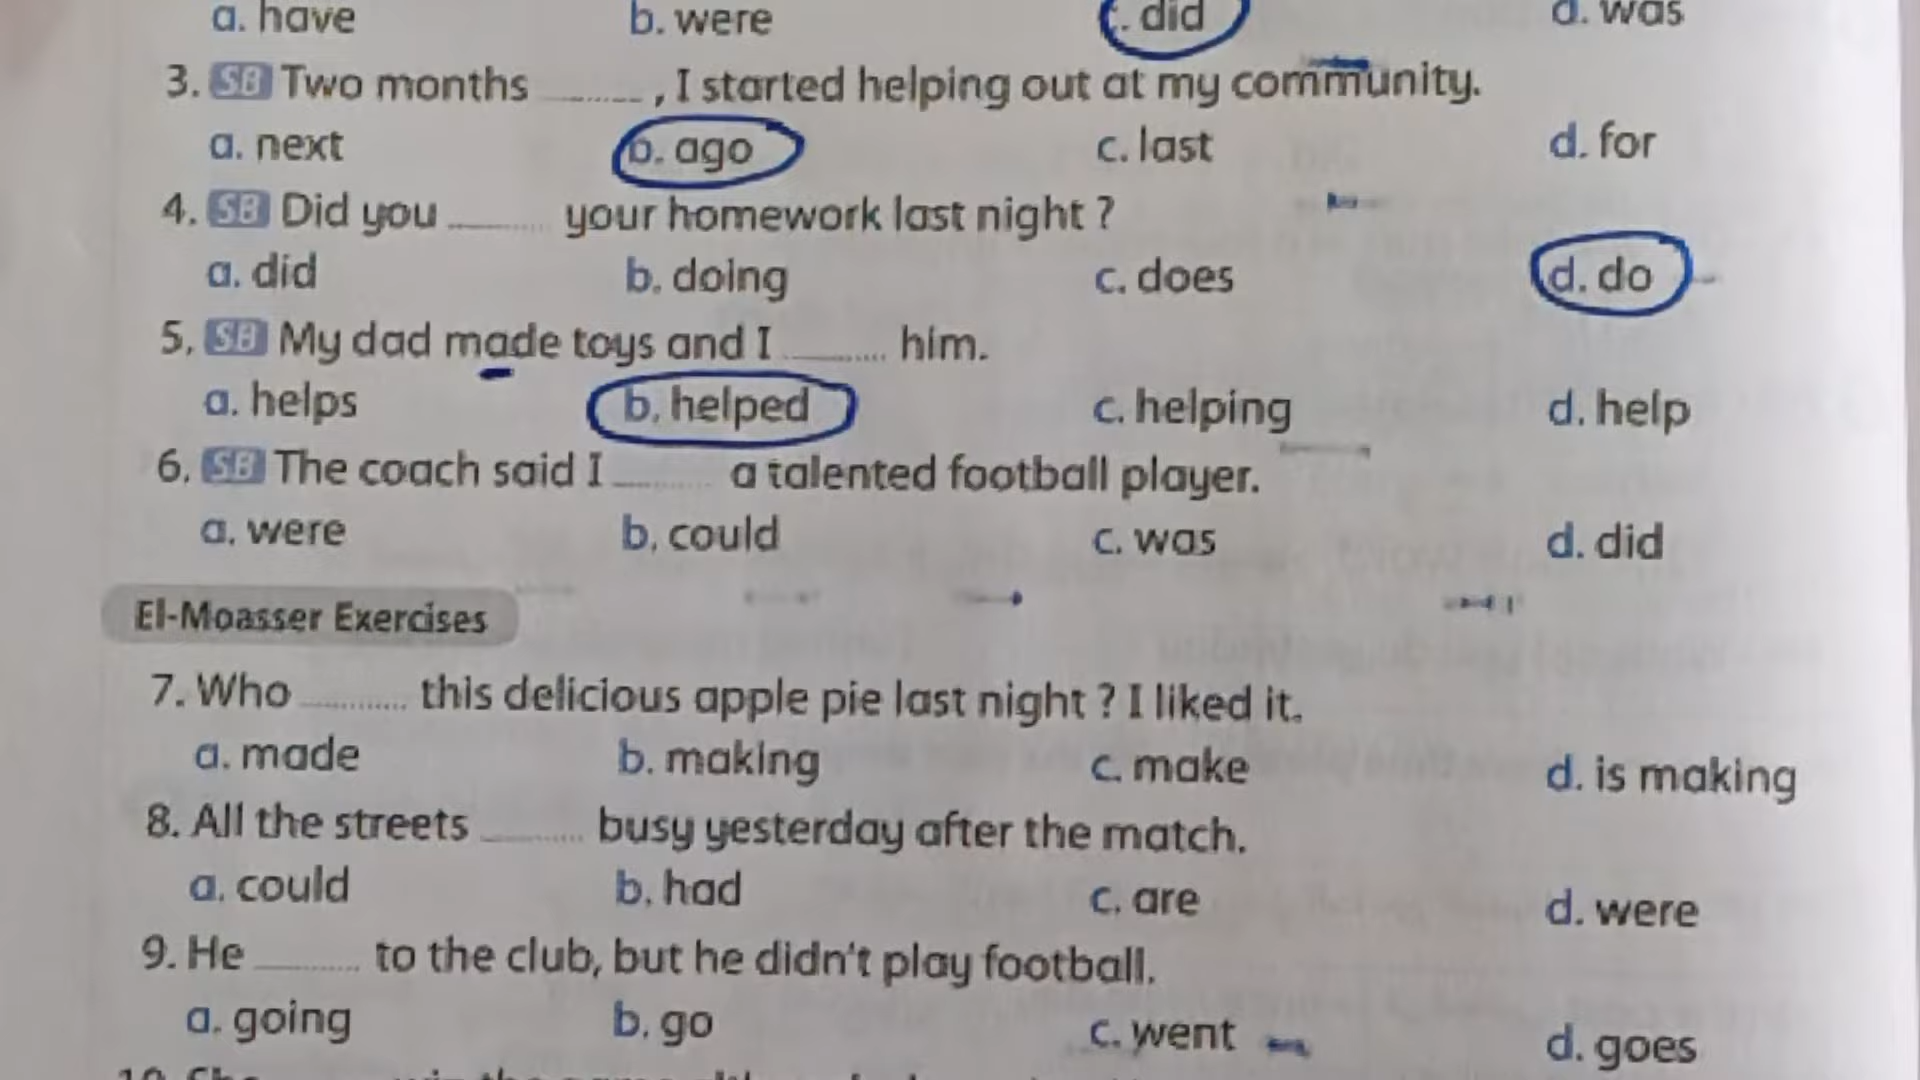 a. have b. were c. did d. was
3. SB Two months ........ , I started helping out at my community.
a. next b. ago c. last d. for
4. SB Did you ........ your homework last night ?
a. did b. doing c. does d. do
5. SB My dad made toys and I ........ him.
a. helps b. helped c. helping d. help
6. SB The coach said I ........ a talented football player.
a. were b. could c. was d. did
El-Moasser Exercises
7. Who ........ this delicious apple pie last night ? I liked it.
a. made b. making c. make d. is making
8. All the streets ........ busy yesterday after the match.
a. could b. had c. are d. were
9. He ........ to the club, but he didn't play football.
a. going b. go c. went d. goes